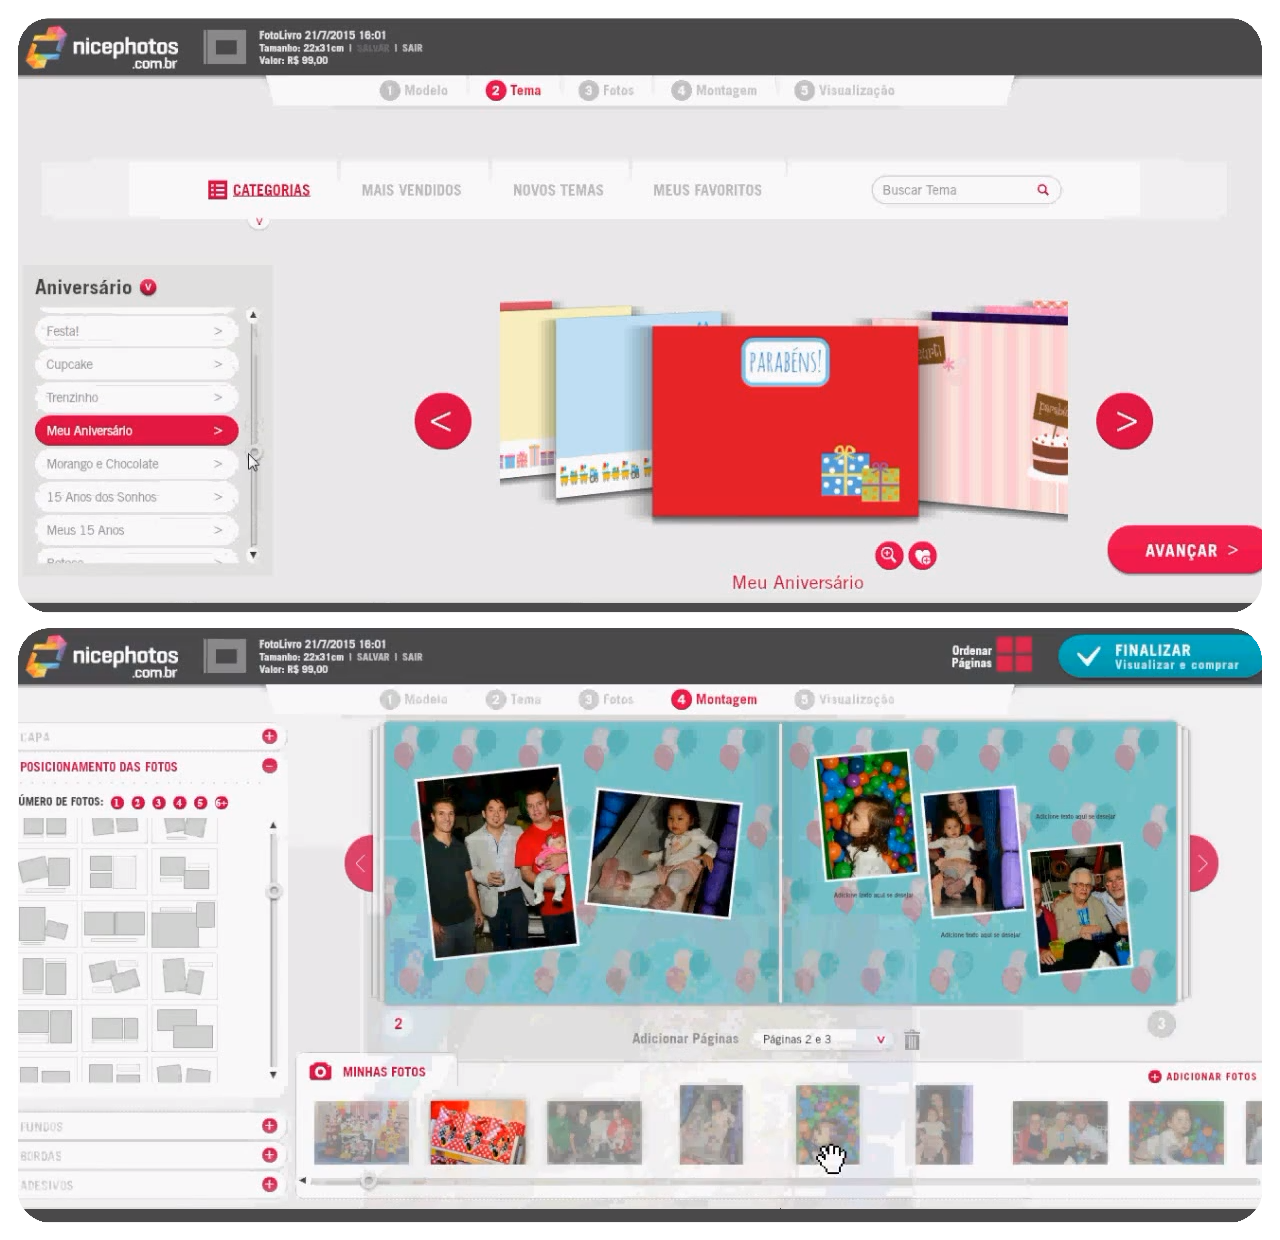 nicephotos
.com.br
FotoLivro 21/7/2015 16:01
Tamanho: 22x31cm | SALVAR | SAIR
Valor: R$ 99,00
1 Modelo
2 Tema
3 Fotos
4 Montagem
5 Visualização
CATEGORIAS
MAIS VENDIDOS
NOVOS TEMAS
MEUS FAVORITOS
Buscar Tema
v
Aniversário v
Festa! >
Cupcake >
Trenzinho >
Meu Aniversário >
Morango e Chocolate >
15 Anos dos Sonhos >
Meus 15 Anos >
<
PARABÉNS!
>
AVANÇAR >
Meu Aniversário
nicephotos
.com.br
FotoLivro 21/7/2015 16:01
Tamanho: 22x31cm | SALVAR | SAIR
Valor: R$ 99,00
Ordenar
Páginas
FINALIZAR
Visualizar e comprar
1 Modelo
2 Tema
3 Fotos
4 Montagem
5 Visualização
CAPA
POSICIONAMENTO DAS FOTOS
ÚMERO DE FOTOS: 1 2 3 4 5 6+
Adicione texto aqui se desejar
Adicione texto aqui se desejar
Adicione texto aqui se desejar
2
3
Adicionar Páginas
Páginas 2 e 3 v
MINHAS FOTOS
ADICIONAR FOTOS
FUNDOS
BORDAS
ADESIVOS